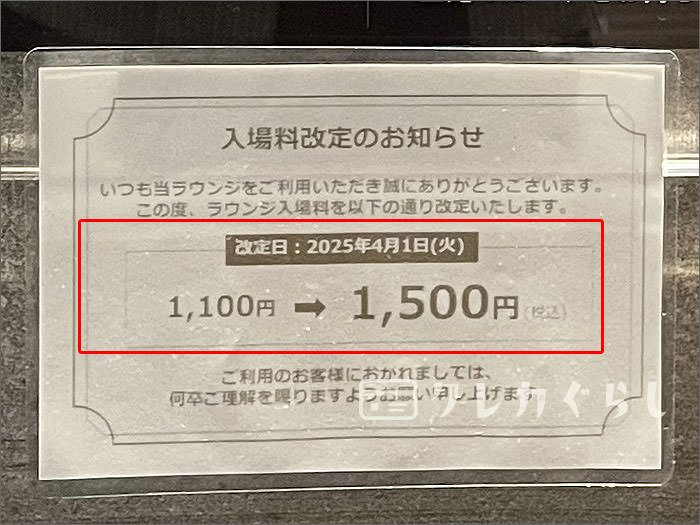 入場料改定のお知らせ
いつも当ラウンジをご利用いただき誠にありがとうございます。
この度、ラウンジ入場料を以下の通り改定いたします。
改定日：2025年4月1日(火)
1,100円 ➡ 1,500円(税込)
ご利用のお客様におかれましては、
何卒ご理解を賜りますようお願い申し上げます
クレカぐらし